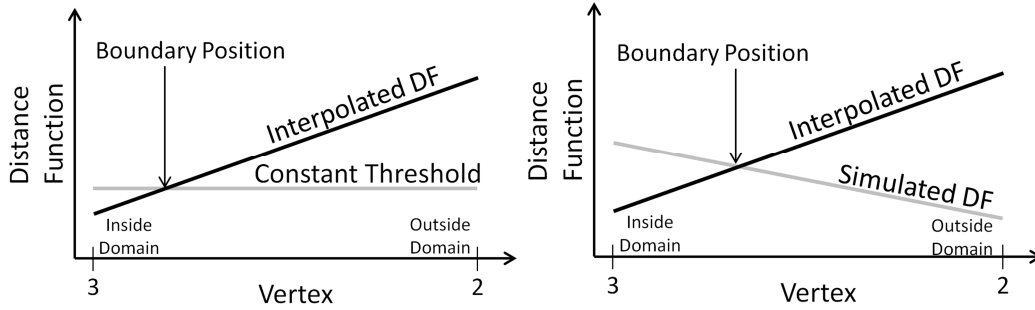 Boundary Position
Interpolated DF
Constant Threshold
Distance
Function
Inside
Domain
Outside
Domain
3
2
Vertex
Boundary Position
Interpolated DF
Simulated DF
Distance
Function
Inside
Domain
Outside
Domain
3
2
Vertex